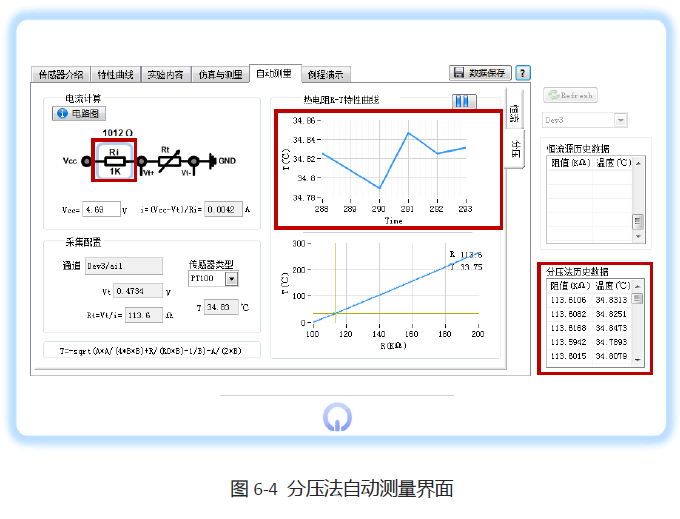 传感器介绍 特性曲线 实验内容 仿真与测量 自动测量 例程演示
数据保存 ?
电流计算
电路图
1012 Ω
Ri
1K
Vcc
Vt+
Rt
Vt-
GND
Vcc= 4.69 V i=(Vcc-Vt)/Ri= 0.0042 A
采集配置
通道 Dev3/ai1
传感器类型
PT100
Vt 0.4734 V
T 34.83 ℃
Rt=Vt/i= 113.6 Ω
T=-sqrt(A*A/(4*B*B)+R/(R0*B)-1/B)-A/(2*B)
热电阻R-T特性曲线
T(℃)
34.86
34.84
34.82
34.8
34.78
288 289 290 291 292 293
Time
T(℃)
300
200
100
0
R 113.6
T 33.75
100 120 140 160 180 200
R(KΩ)
恒流
分压
Refresh
Dev3
恒流源历史数据
阻值(KΩ) 温度(℃)
分压法历史数据
阻值(KΩ) 温度(℃)
113.6106 34.8313
113.6082 34.8251
113.6168 34.8473
113.5942 34.7893
113.6015 34.8079
图 6-4 分压法自动测量界面